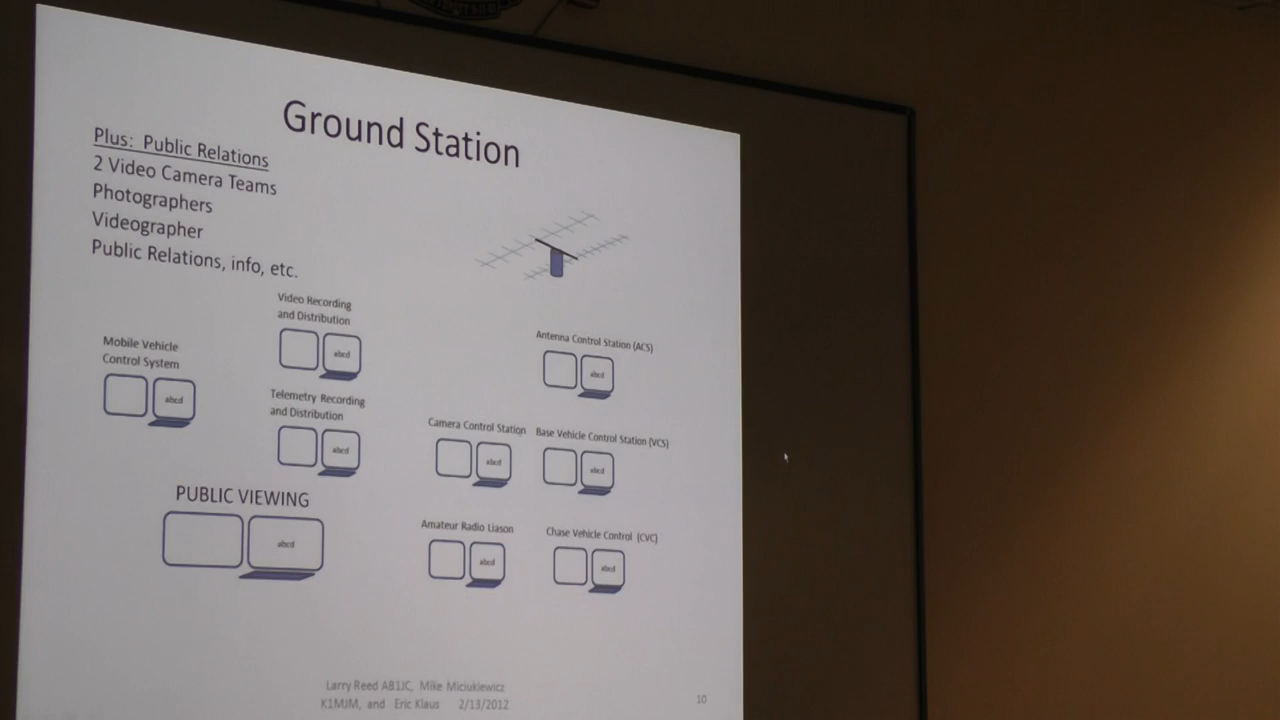 Ground Station
Plus: Public Relations
2 Video Camera Teams
Photographers
Videographer
Public Relations, info, etc.
Video Recording
and Distribution
abcd
Mobile Vehicle
Control System
abcd
Telemetry Recording
and Distribution
abcd
Antenna Control Station (ACS)
abcd
Camera Control Station
abcd
Base Vehicle Control Station (VCS)
abcd
PUBLIC VIEWING
abcd
Amateur Radio Liason
abcd
Chase Vehicle Control (CVC)
abcd
Larry Reed AB1JC, Mike Miciukiewicz
K1MJM, and Eric Klaus 2/13/2012
10